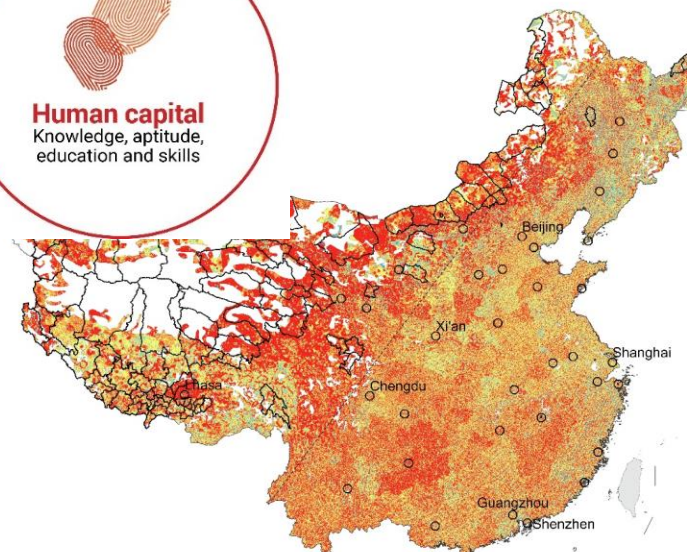 Human capital
Knowledge, aptitude,
education and skills
Beijing
Xi'an
Shanghai
Lhasa
Chengdu
Guangzhou
Shenzhen